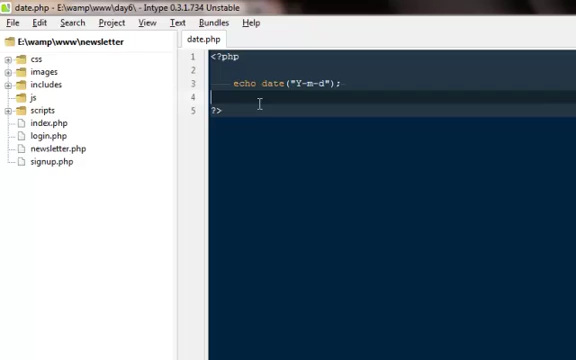 date.php - E:\wamp\www\day6\ - Intype 0.3.1.734 Unstable
File Edit Search Project View Text Bundles Help
E:\wamp\www\newsletter
css
images
includes
js
scripts
index.php
login.php
newsletter.php
signup.php
date.php
1 <?php
2
3 echo date("Y-m-d");
4
5 ?>